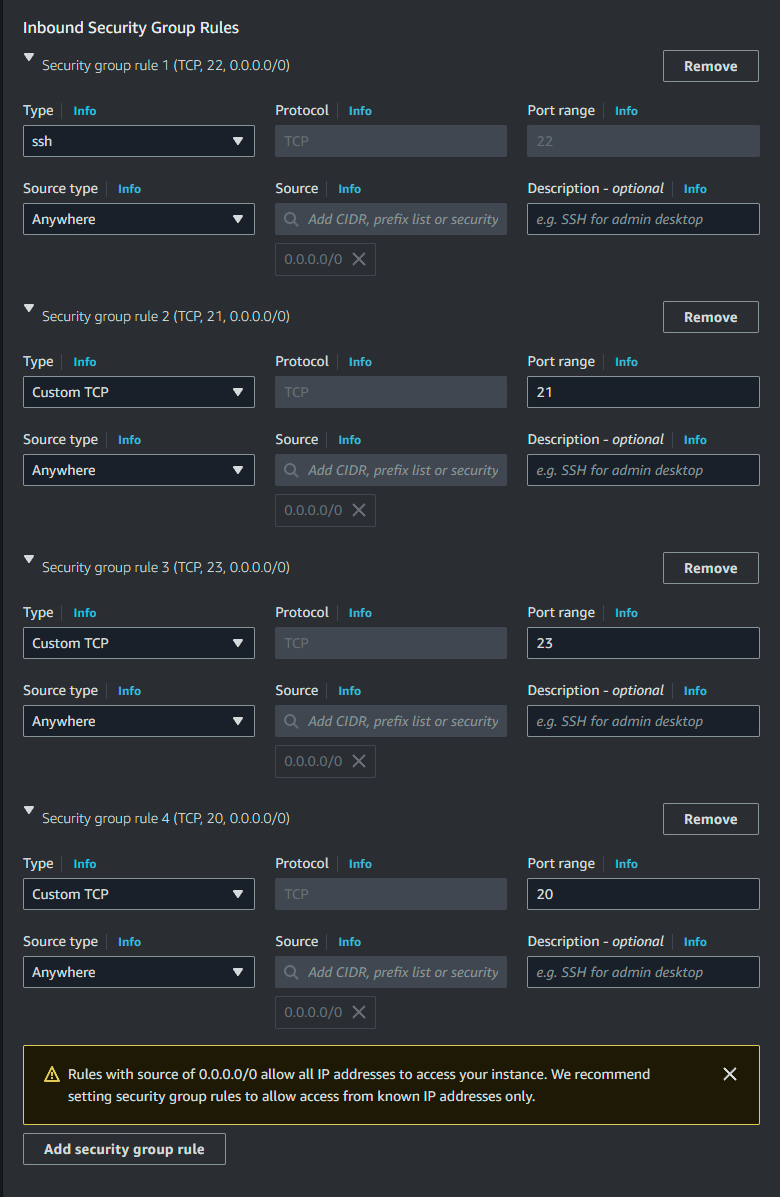 Inbound Security Group Rules
Security group rule 1 (TCP, 22, 0.0.0.0/0) Remove
Type Info Protocol Info Port range Info
ssh TCP 22
Source type Info Source Info Description - optional Info
Anywhere Add CIDR, prefix list or security e.g. SSH for admin desktop
0.0.0.0/0
Security group rule 2 (TCP, 21, 0.0.0.0/0) Remove
Type Info Protocol Info Port range Info
Custom TCP TCP 21
Source type Info Source Info Description - optional Info
Anywhere Add CIDR, prefix list or security e.g. SSH for admin desktop
0.0.0.0/0
Security group rule 3 (TCP, 23, 0.0.0.0/0) Remove
Type Info Protocol Info Port range Info
Custom TCP TCP 23
Source type Info Source Info Description - optional Info
Anywhere Add CIDR, prefix list or security e.g. SSH for admin desktop
0.0.0.0/0
Security group rule 4 (TCP, 20, 0.0.0.0/0) Remove
Type Info Protocol Info Port range Info
Custom TCP TCP 20
Source type Info Source Info Description - optional Info
Anywhere Add CIDR, prefix list or security e.g. SSH for admin desktop
0.0.0.0/0
Rules with source of 0.0.0.0/0 allow all IP addresses to access your instance. We recommend
setting security group rules to allow access from known IP addresses only.
Add security group rule